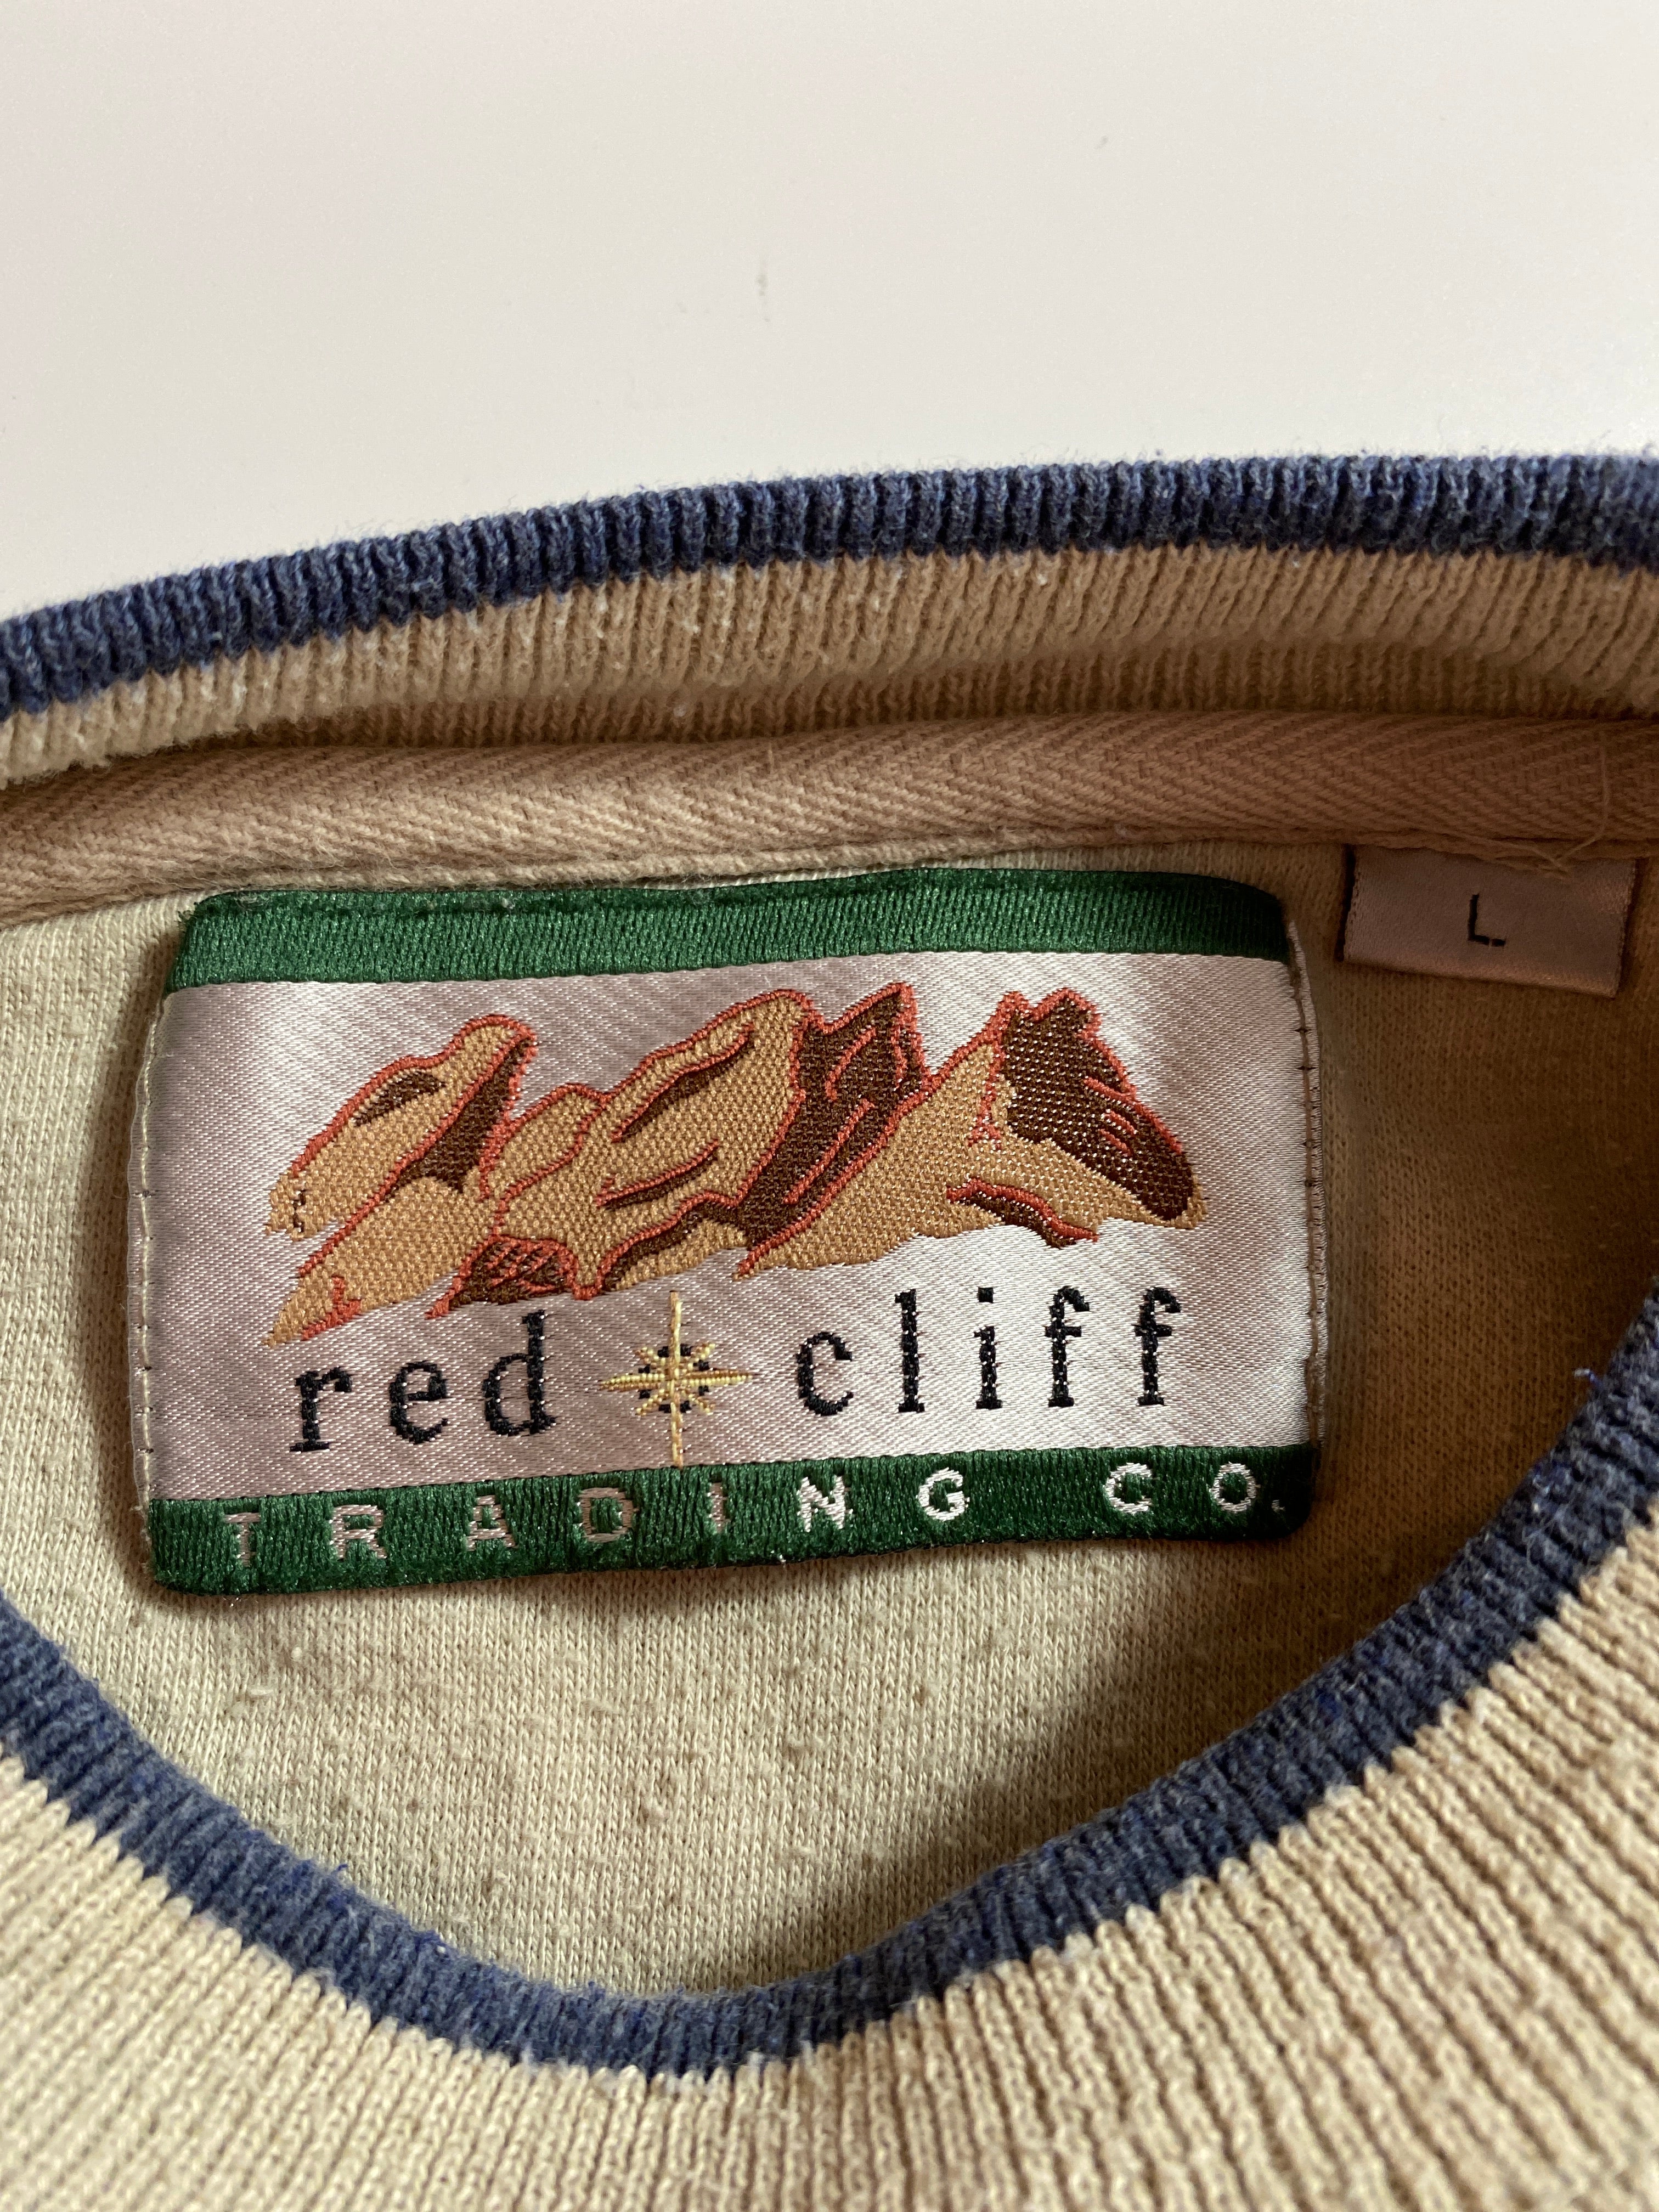 L.
red cliff
TRADING CO.